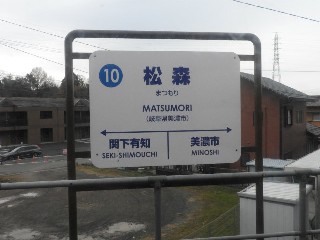 10 松森
まつもり
MATSUMORI
(岐阜県美濃市)
関下有知 美濃市
SEKI-SHIMOUCHI MINOSHI